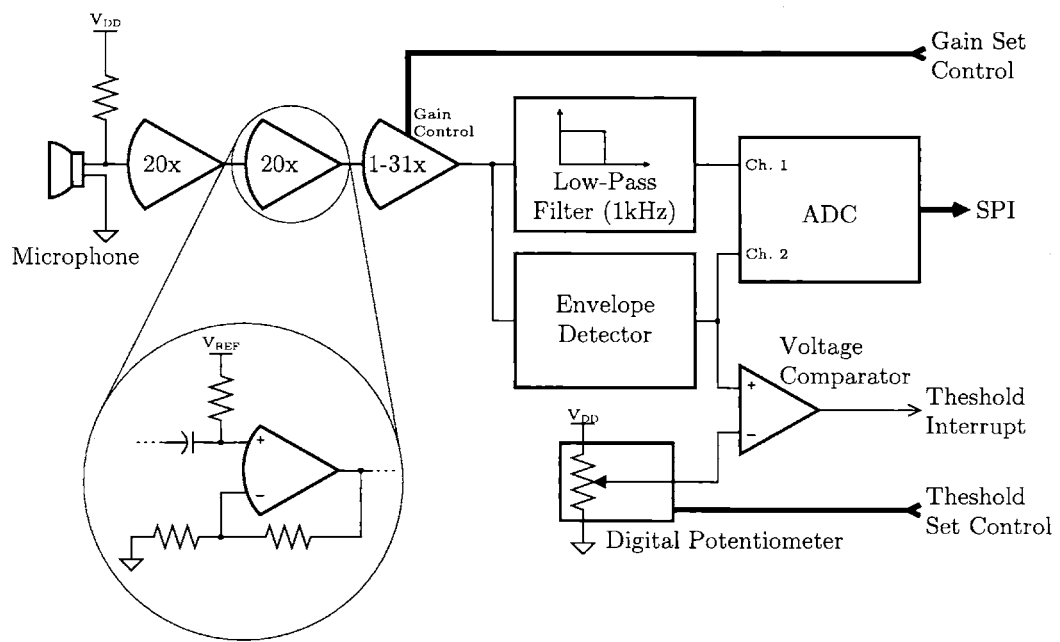 V_DD
Gain Set
Control
Gain
Control
20x
20x
1-31x
Low-Pass
Filter (1kHz)
Ch. 1
ADC
Ch. 2
SPI
Microphone
Envelope
Detector
V_REF
+
−
Voltage
Comparator
+
−
Theshold
Interrupt
V_DD
Theshold
Set Control
Digital Potentiometer